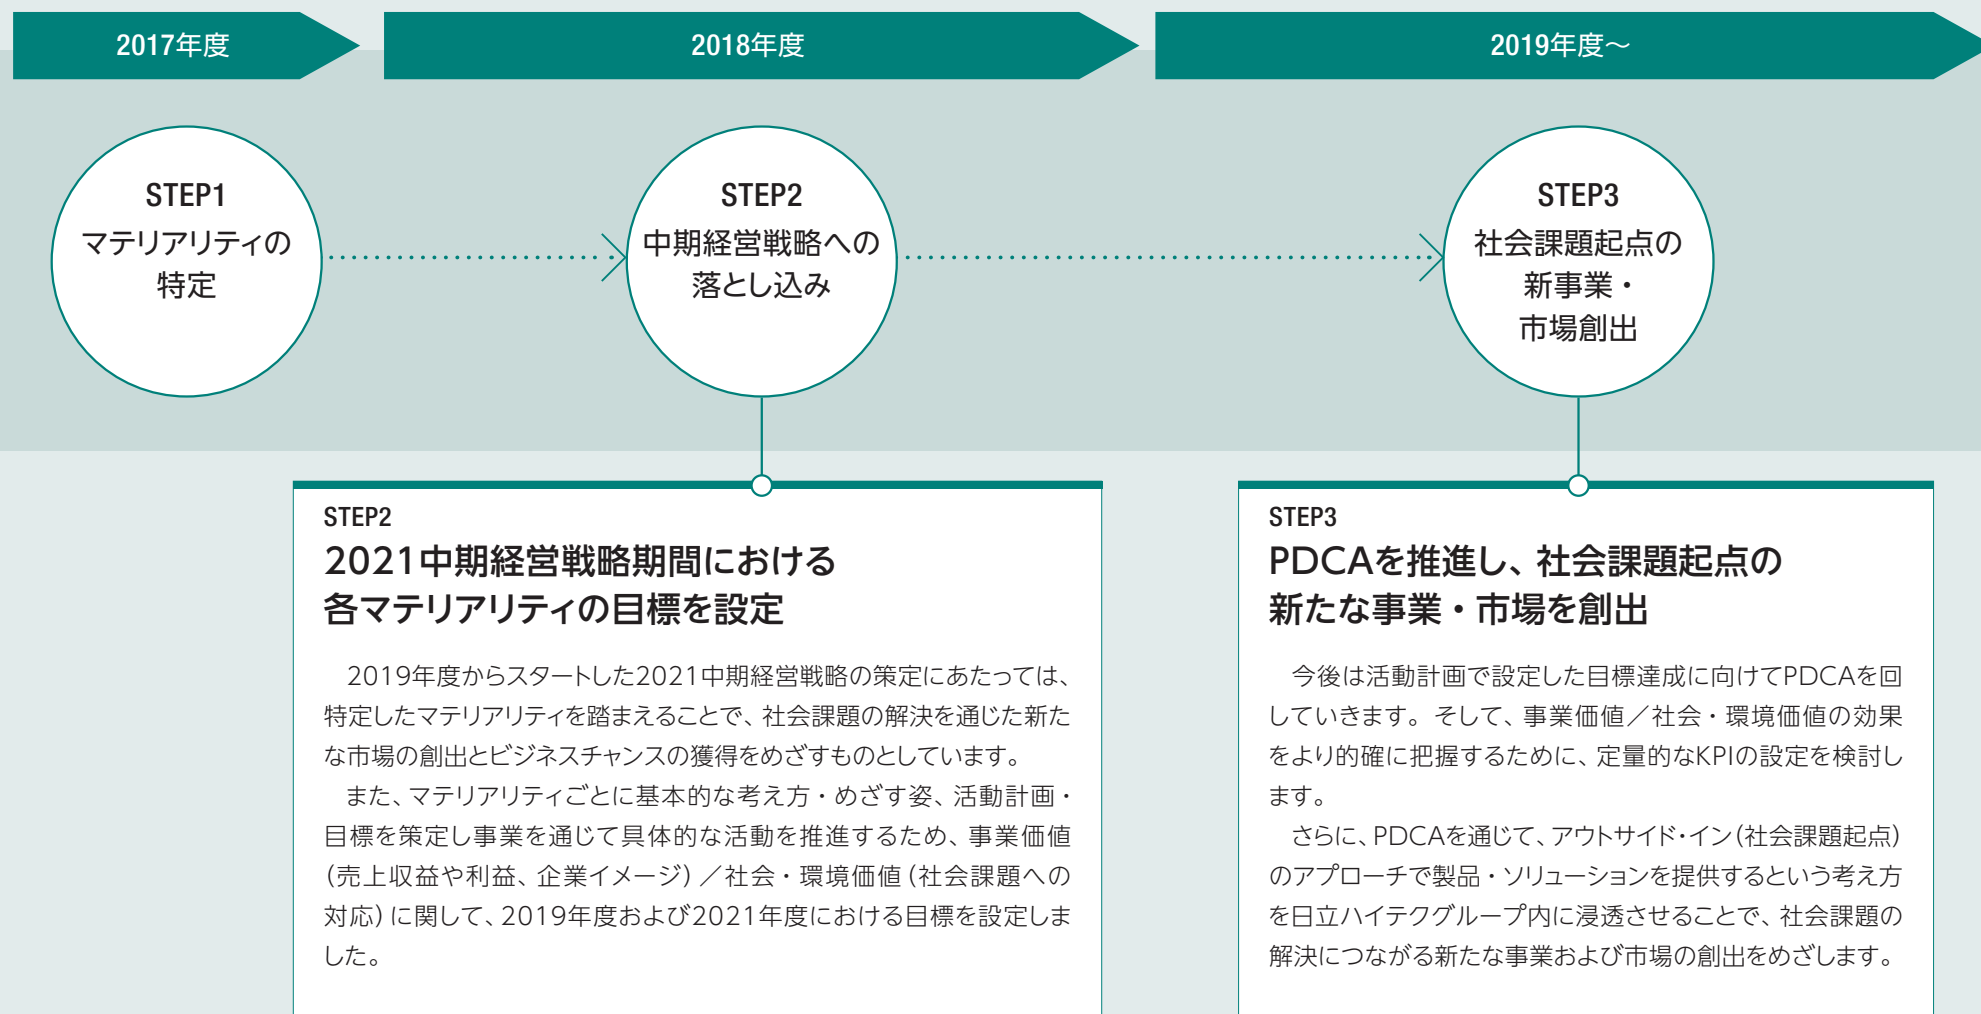 2017年度
2018年度
2019年度～
STEP1
マテリアリティの
特定
STEP2
中期経営戦略への
落とし込み
STEP3
社会課題起点の
新事業・
市場創出
STEP2
2021中期経営戦略期間における
各マテリアリティの目標を設定
2019年度からスタートした2021中期経営戦略の策定にあたっては、
特定したマテリアリティを踏まえることで、社会課題の解決を通じた新た
な市場の創出とビジネスチャンスの獲得をめざすものとしています。
また、マテリアリティごとに基本的な考え方・めざす姿、活動計画・
目標を策定し事業を通じて具体的な活動を推進するため、事業価値
（売上収益や利益、企業イメージ）／社会・環境価値（社会課題への
対応）に関して、2019年度および2021年度における目標を設定しま
した。
STEP3
PDCAを推進し、社会課題起点の
新たな事業・市場を創出
今後は活動計画で設定した目標達成に向けてPDCAを回
していきます。そして、事業価値／社会・環境価値の効果
をより的確に把握するために、定量的なKPIの設定を検討し
ます。
さらに、PDCAを通じて、アウトサイド・イン（社会課題起点）
のアプローチで製品・ソリューションを提供するという考え方
を日立ハイテクグループ内に浸透させることで、社会課題の
解決につながる新たな事業および市場の創出をめざします。